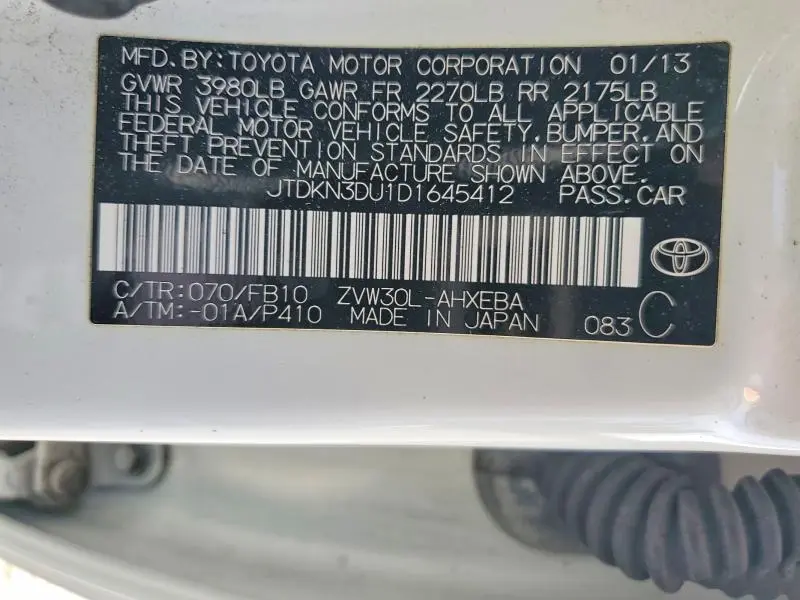 MFD.BY:TOYOTA MOTOR CORPORATION 01/13
GVWR 3980LB GAWR FR 2270LB RR 2175LB
THIS VEHICLE CONFORMS TO ALL APPLICABLE
FEDERAL MOTOR VEHICLE SAFETY,BUMPER,AND
THEFT PREVENTION STANDARDS IN EFFECT ON
THE DATE OF MANUFACTURE SHOWN ABOVE.
JTDKN3DU1D1645412 PASS.CAR
C/TR:070/FB10 ZVW30L-AHXEBA
A/TM:-01A/P410 MADE IN JAPAN 083 C